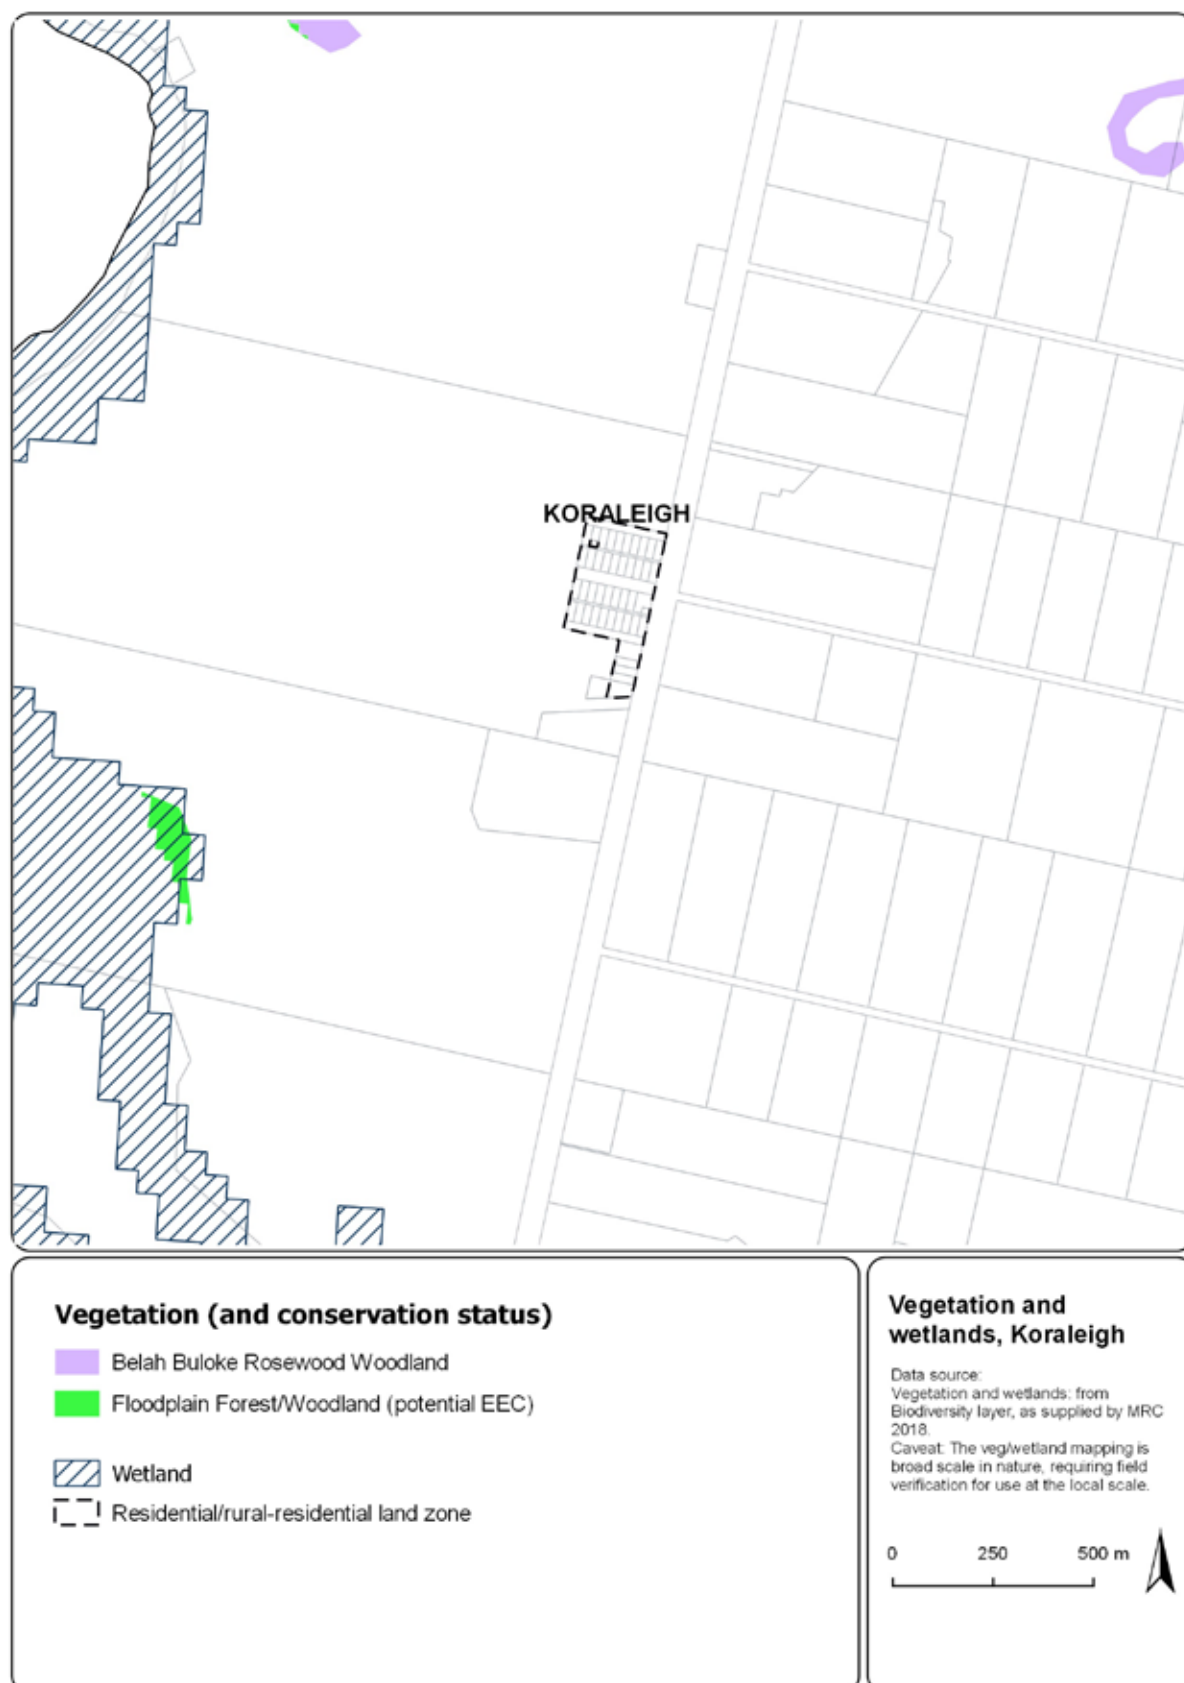 KORALEIGH
Vegetation (and conservation status)
Belah Buloke Rosewood Woodland
Floodplain Forest/Woodland (potential EEC)
Wetland
Residential/rural-residential land zone
Vegetation and
wetlands, Koraleigh
Data source:
Vegetation and wetlands: from
Biodiversity layer, as supplied by MRC
2018.
Caveat: The veg/wetland mapping is
broad scale in nature, requiring field
verification for use at the local scale.
0 250 500 m